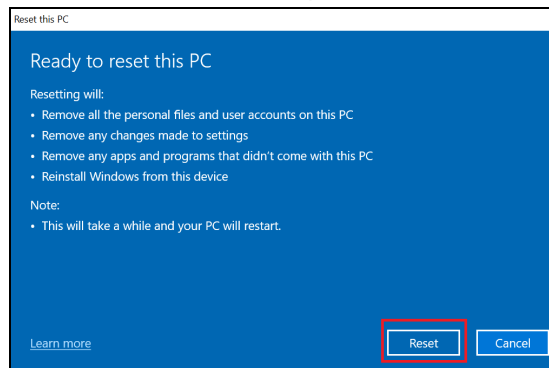 Reset this PC
Ready to reset this PC
Resetting will:
• Remove all the personal files and user accounts on this PC
• Remove any changes made to settings
• Remove any apps and programs that didn't come with this PC
• Reinstall Windows from this device
Note:
• This will take a while and your PC will restart.
Learn more
Reset
Cancel